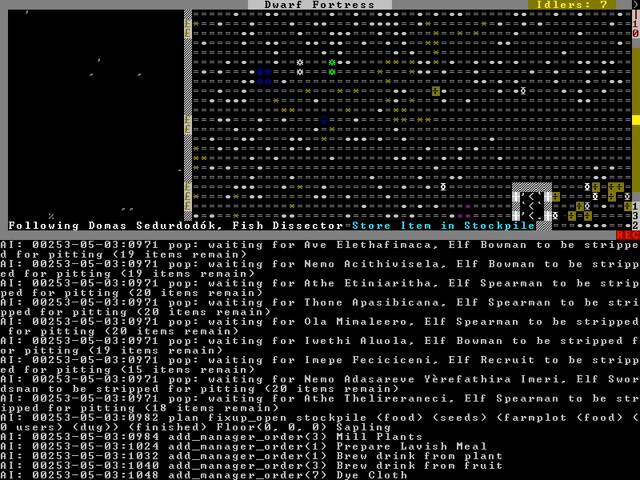 Dwarf Fortress
Idlers: 7
Following Domas Sedurdodók, Fish Dissector Store Item in Stockpile
REC
AI: 00253-05-03:0971 pop: waiting for Ave Elethafimaca, Elf Bowman to be strippe
d for pitting (19 items remain)
AI: 00253-05-03:0971 pop: waiting for Nemo Acithivisela, Elf Bowman to be stripp
ed for pitting (19 items remain)
AI: 00253-05-03:0971 pop: waiting for Athe Etiniaritha, Elf Spearman to be strip
ped for pitting (20 items remain)
AI: 00253-05-03:0971 pop: waiting for Thone Apasibicana, Elf Spearman to be stri
pped for pitting (20 items remain)
AI: 00253-05-03:0971 pop: waiting for Ola Mimaleero, Elf Spearman to be stripped
for pitting (20 items remain)
AI: 00253-05-03:0971 pop: waiting for Iwethi Aluola, Elf Bowman to be stripped f
or pitting (19 items remain)
AI: 00253-05-03:0971 pop: waiting for Imepe Feciciceni, Elf Recruit to be stripp
ed for pitting (15 items remain)
AI: 00253-05-03:0971 pop: waiting for Nemo Adasareve Yèrefathira Imeri, Elf Swor
dsman to be stripped for pitting (20 items remain)
AI: 00253-05-03:0971 pop: waiting for Athe Thelireraneci, Elf Spearman to be str
ipped for pitting (18 items remain)
AI: 00253-05-03:0982 plan fixup_open stockpile (food) (seeds) (farmplot (food) (
0 users) (dug)) (finished) Floor(0, 0, 0) Sapling
AI: 00253-05-03:0984 add_manager_order(3) Mill Plants
AI: 00253-05-03:1024 add_manager_order(1) Prepare Lavish Meal
AI: 00253-05-03:1032 add_manager_order(1) Brew drink from plant
AI: 00253-05-03:1040 add_manager_order(3) Brew drink from fruit
AI: 00253-05-03:1048 add_manager_order(7) Dye Cloth